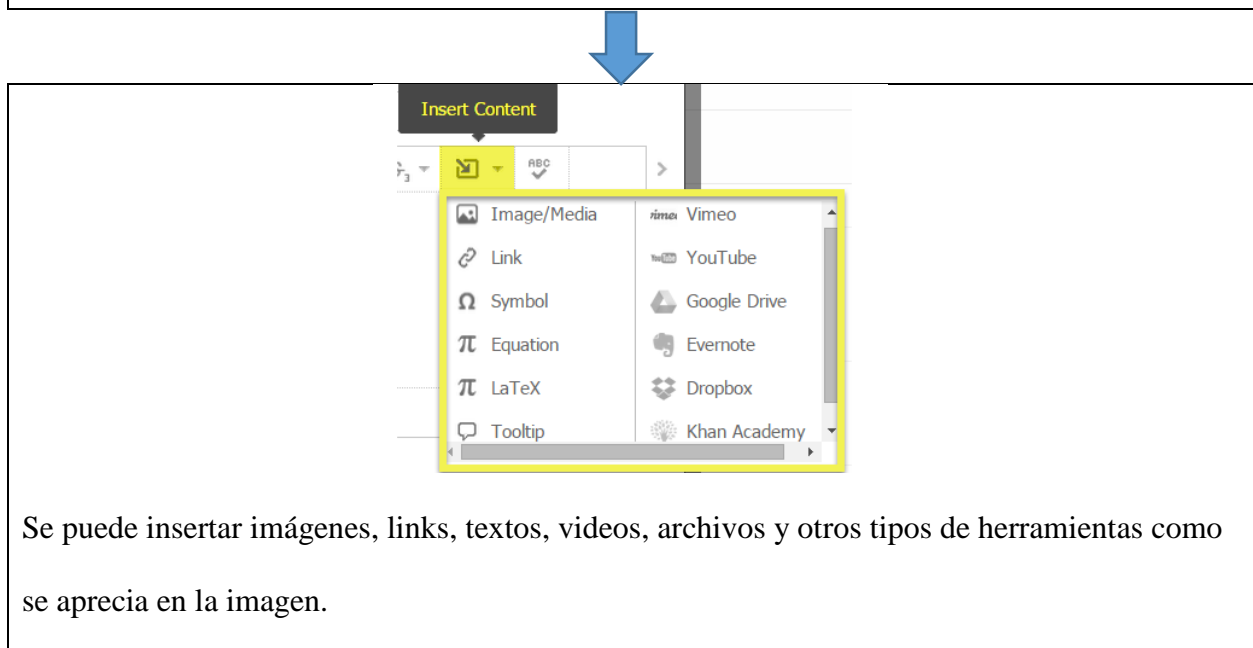 Insert Content
ABC
Image/Media
Vimeo
Link
YouTube
Ω Symbol
Google Drive
π Equation
Evernote
π LaTeX
Dropbox
Tooltip
Khan Academy
Se puede insertar imágenes, links, textos, videos, archivos y otros tipos de herramientas como
se aprecia en la imagen.